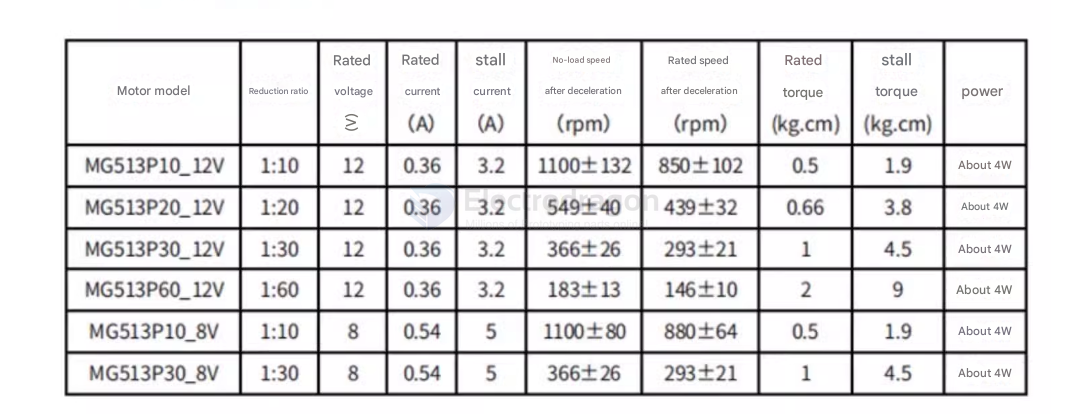 Motor model Reduction ratio Rated voltage Rated current (A) stall current (A) No-load speed after deceleration (rpm) Rated speed after deceleration (rpm) Rated torque (kg.cm) stall torque (kg.cm) power
MG513P10_12V 1:10 12 0.36 3.2 1100±132 850±102 0.5 1.9 About 4W
MG513P20_12V 1:20 12 0.36 3.2 549±40 439±32 0.66 3.8 About 4W
MG513P30_12V 1:30 12 0.36 3.2 366±26 293±21 1 4.5 About 4W
MG513P60_12V 1:60 12 0.36 3.2 183±13 146±10 2 9 About 4W
MG513P10_8V 1:10 8 0.54 5 1100±80 880±64 0.5 1.9 About 4W
MG513P30_8V 1:30 8 0.54 5 366±26 293±21 1 4.5 About 4W
Electrodragon